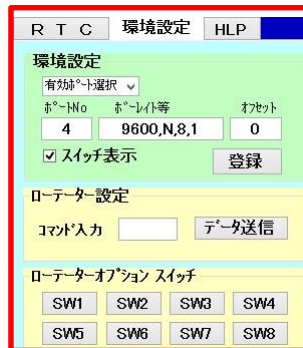 RTC 環境設定 HLP
環境設定
有効ﾎﾟｰﾄ選択
ﾎﾟｰﾄNo ﾎﾞｰﾚｲﾄ等 ｵﾌｾｯﾄ
4 9600,N,8,1 0
スイッチ表示 登録
ﾛｰﾃｰﾀｰ設定
ｺﾏﾝﾄﾞ入力 ﾃﾞｰﾀ送信
ﾛｰﾃｰﾀｰｵﾌﾟｼｮﾝ ｽｲｯﾁ
SW1 SW2 SW3 SW4
SW5 SW6 SW7 SW8